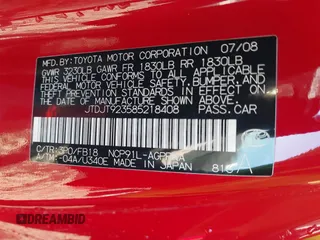 MFD BY: TOYOTA MOTOR CORPORATION 07/08
GVWR 3230LB GAWR FR 1830LB RR 1830LB
THIS VEHICLE CONFORMS TO ALL APPLICABLE
FEDERAL MOTOR VEHICLE SAFETY, BUMPER, AND
THEFT PREVENTION STANDARDS IN EFFECT ON
THE DATE OF MANUFACTURE SHOWN ABOVE.
JTDJT923585218408 PASS. CAR
C/TR: 3P0/FB18 NCP91L-
A/TM: -04A/U340E MADE IN JAPAN
DREAMBID